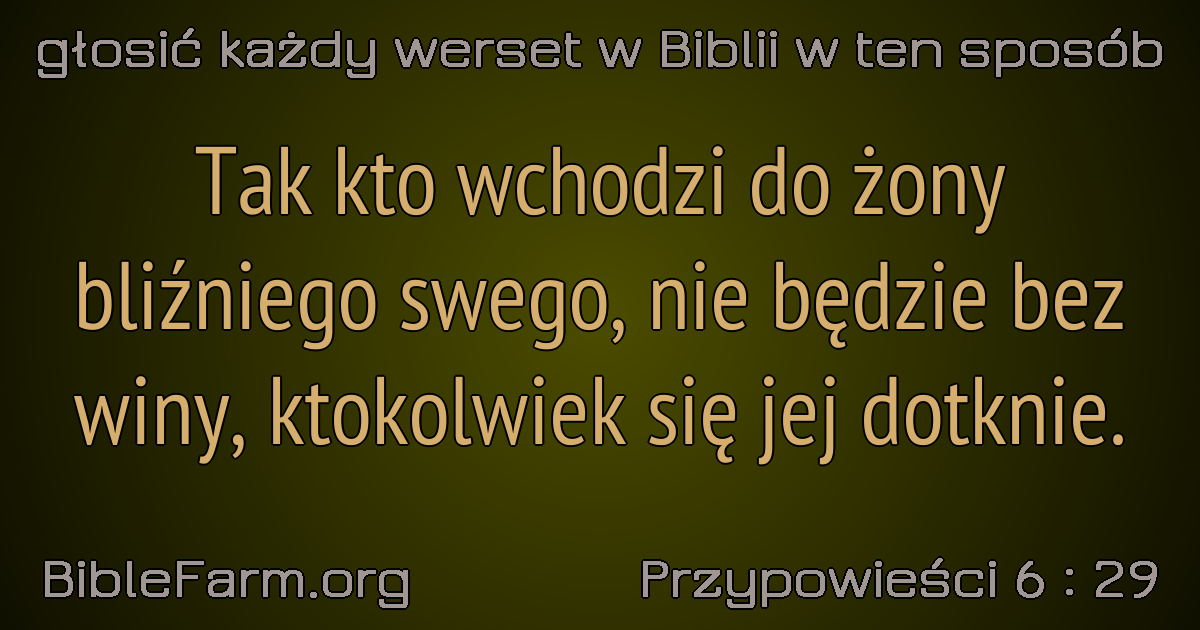 głosić każdy werset w Biblii w ten sposób
Tak kto wchodzi do żony
bliźniego swego, nie będzie bez
winy, ktokolwiek się jej dotknie.
BibleFarm.org
Przypowieści 6 : 29